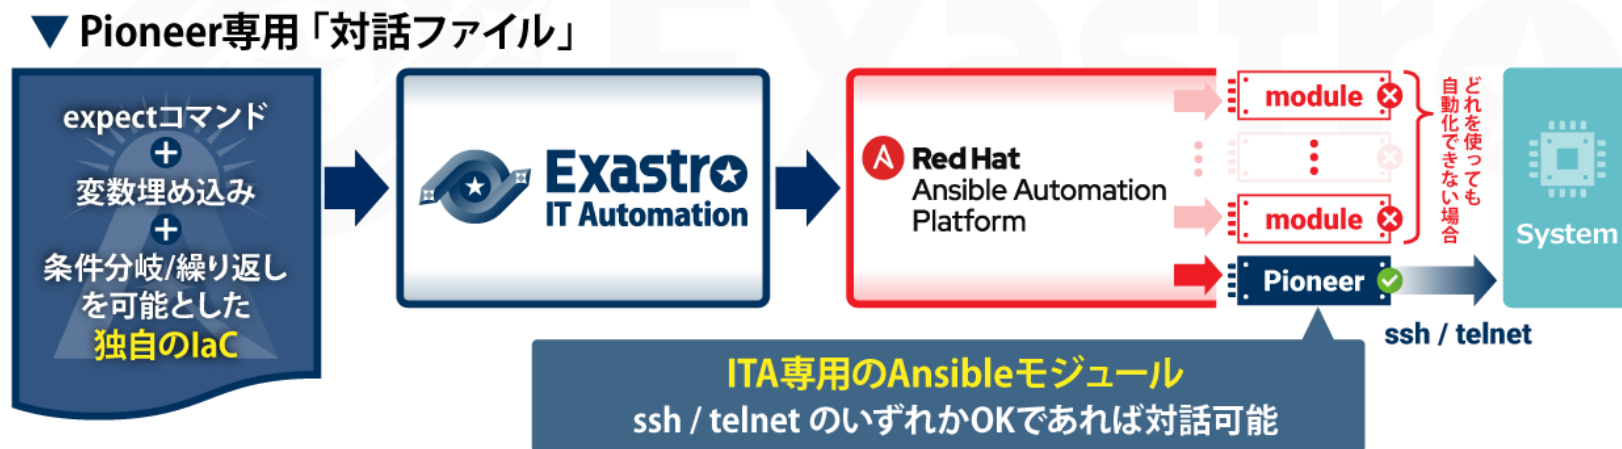 ▼ Pioneer専用「対話ファイル」
expectコマンド
+
変数埋め込み
+
条件分岐/繰り返し
を可能とした
独自のIaC
Exastro
IT Automation
Red Hat
Ansible Automation
Platform
module
module
Pioneer
どれを使っても
自動化できない場合
System
ssh / telnet
ITA専用のAnsibleモジュール
ssh / telnet のいずれかOKであれば対話可能
Exastro